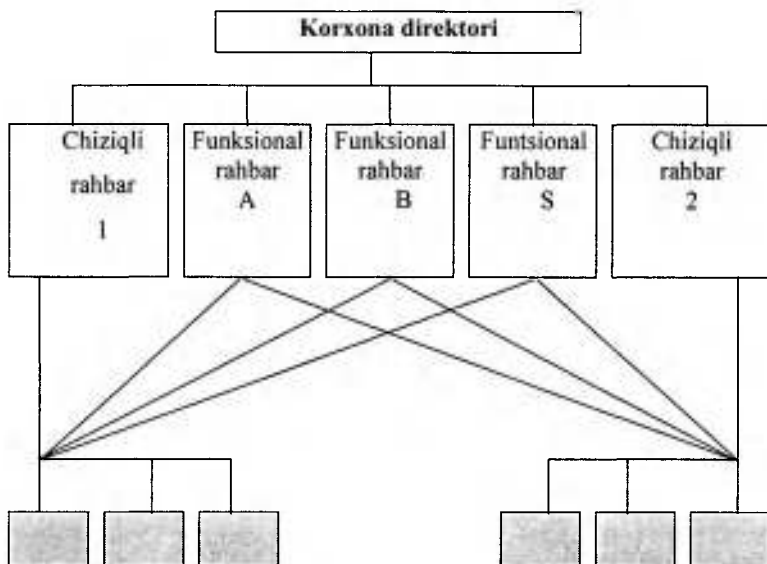 Korxona direktori
Chiziqli
rahbar
1
Funksional
rahbar
A
Funksional
rahbar
B
Funtsional
rahbar
S
Chiziqli
rahbar
2